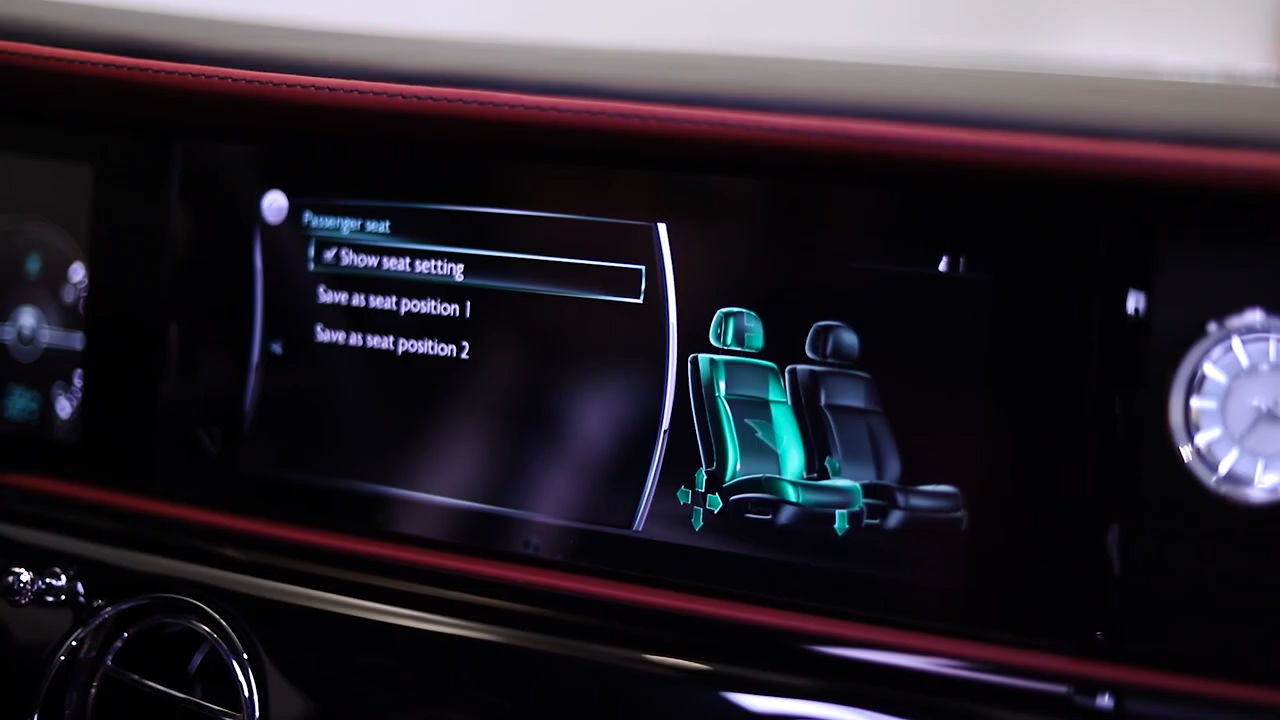 Passenger seat
Show seat setting
Save as seat position 1
Save as seat position 2